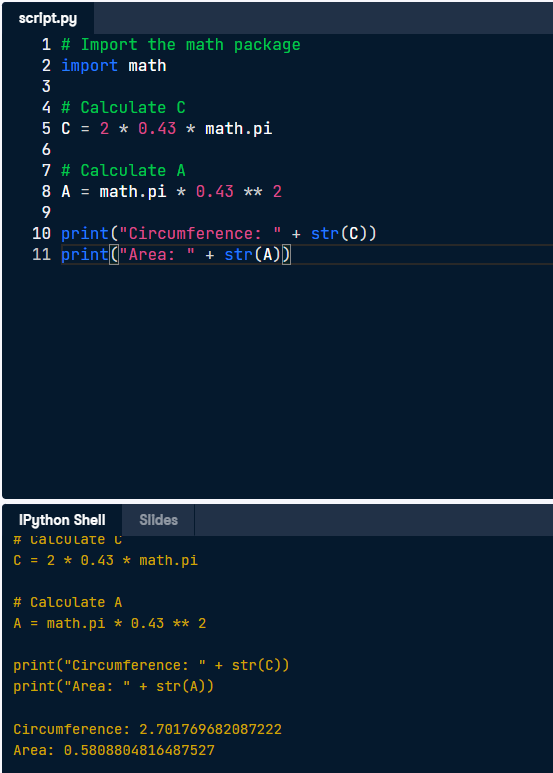 script.py
1 # Import the math package
2 import math
3
4 # Calculate C
5 C = 2 * 0.43 * math.pi
6
7 # Calculate A
8 A = math.pi * 0.43 ** 2
9
10 print("Circumference: " + str(C))
11 print("Area: " + str(A))
IPython Shell Slides
# Calculate C
C = 2 * 0.43 * math.pi
# Calculate A
A = math.pi * 0.43 ** 2
print("Circumference: " + str(C))
print("Area: " + str(A))
Circumference: 2.701769682087222
Area: 0.5808804816487527